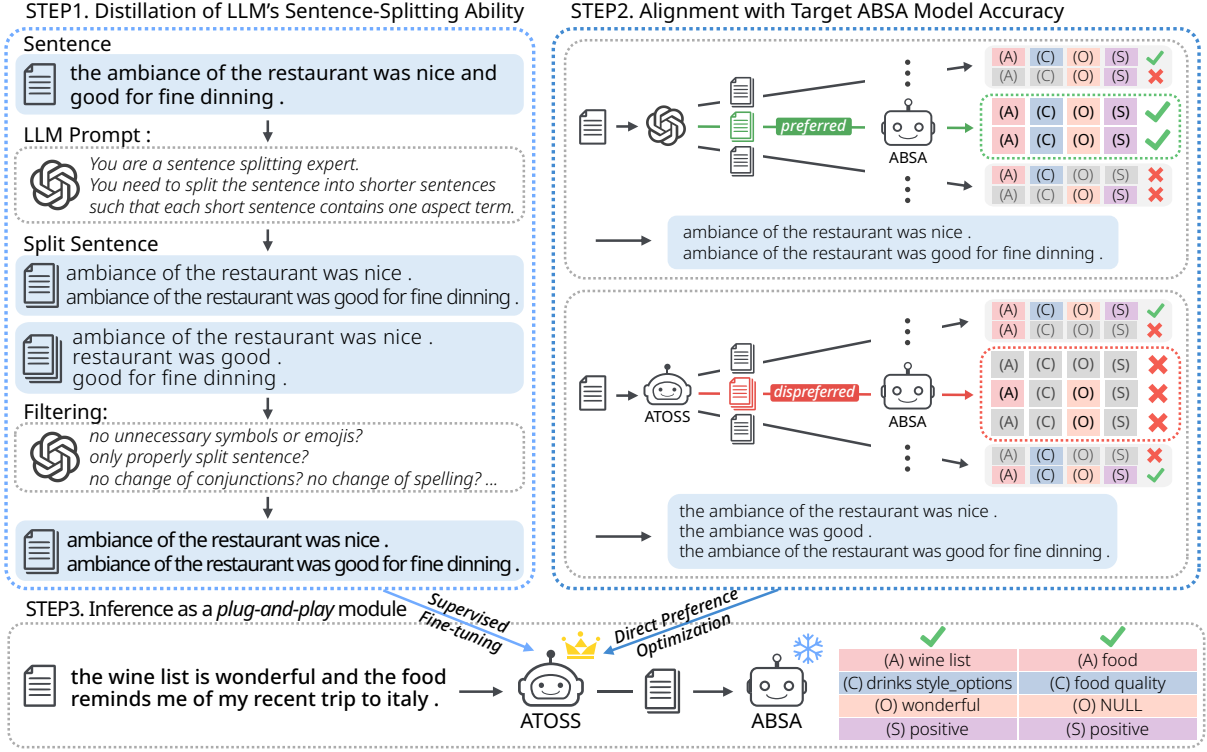 STEP1. Distillation of LLM's Sentence-Splitting Ability
Sentence
the ambiance of the restaurant was nice and
good for fine dinning .
LLM Prompt :
You are a sentence splitting expert.
You need to split the sentence into shorter sentences
such that each short sentence contains one aspect term.
Split Sentence
ambiance of the restaurant was nice .
ambiance of the restaurant was good for fine dinning .
ambiance of the restaurant was nice .
restaurant was good .
good for fine dinning .
Filtering:
no unnecessary symbols or emojis?
only properly split sentence?
no change of conjunctions? no change of spelling? ...
ambiance of the restaurant was nice .
ambiance of the restaurant was good for fine dinning .
STEP2. Alignment with Target ABSA Model Accuracy
(A) (C) (O) (S)
(A) (C) (O) (S)
preferred
ABSA
(A) (C) (O) (S)
(A) (C) (O) (S)
(A) (C) (O) (S)
(A) (C) (O) (S)
ambiance of the restaurant was nice .
ambiance of the restaurant was good for fine dinning .
(A) (C) (O) (S)
(A) (C) (O) (S)
ATOSS
dispreferred
ABSA
(A) (C) (O) (S)
(A) (C) (O) (S)
(A) (C) (O) (S)
(A) (C) (O) (S)
(A) (C) (O) (S)
the ambiance of the restaurant was nice .
the ambiance was good .
the ambiance of the restaurant was good for fine dinning .
STEP3. Inference as a plug-and-play module
Supervised
Fine-tuning
Direct Preference
Optimization
the wine list is wonderful and the food
reminds me of my recent trip to italy .
ATOSS
ABSA
(A) wine list (A) food
(C) drinks style_options (C) food quality
(O) wonderful (O) NULL
(S) positive (S) positive